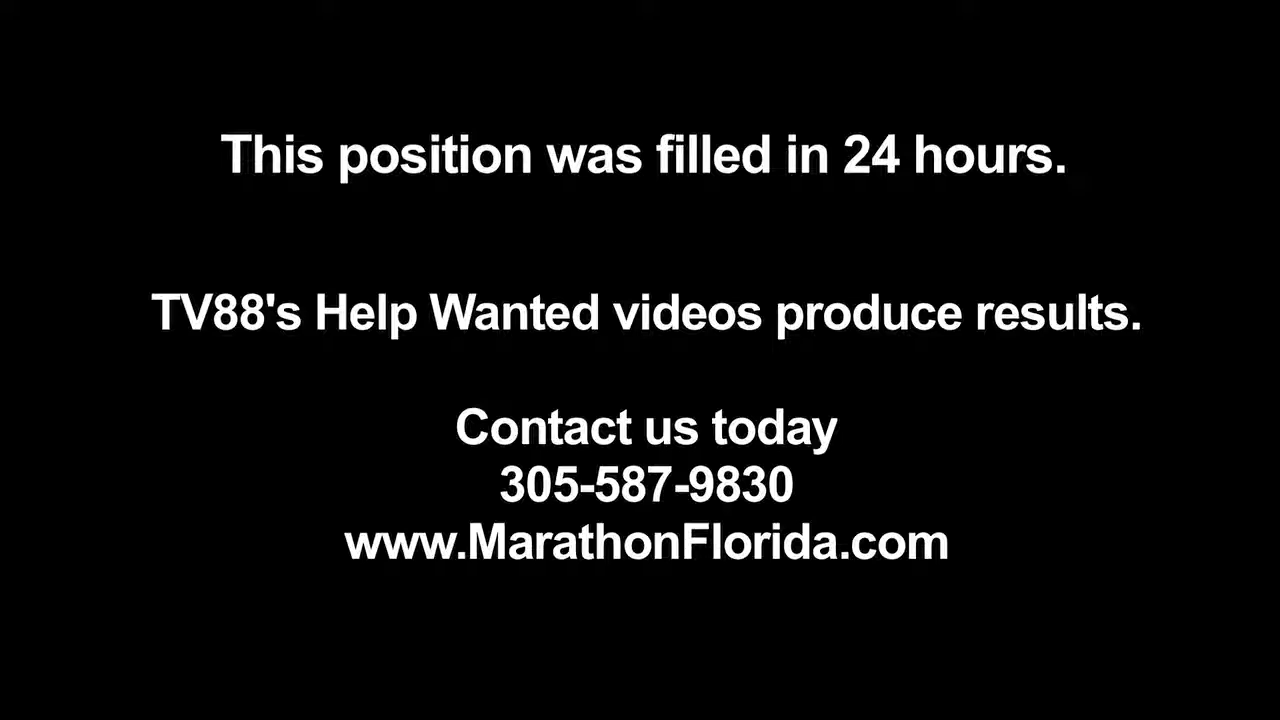 This position was filled in 24 hours.
TV88's Help Wanted videos produce results.
Contact us today
305-587-9830
www.MarathonFlorida.com